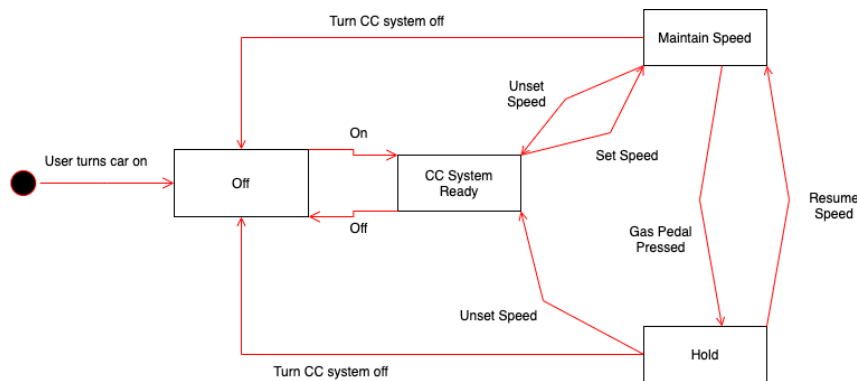 Turn CC system off
Maintain Speed
Unset
Speed
On
Set Speed
User turns car on
Off
CC System
Ready
Resume
Speed
Off
Gas Pedal
Pressed
Unset Speed
Hold
Turn CC system off